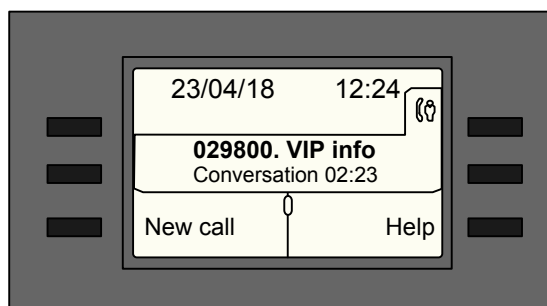 23/04/18 12:24
029800. VIP info
Conversation 02:23
New call Help